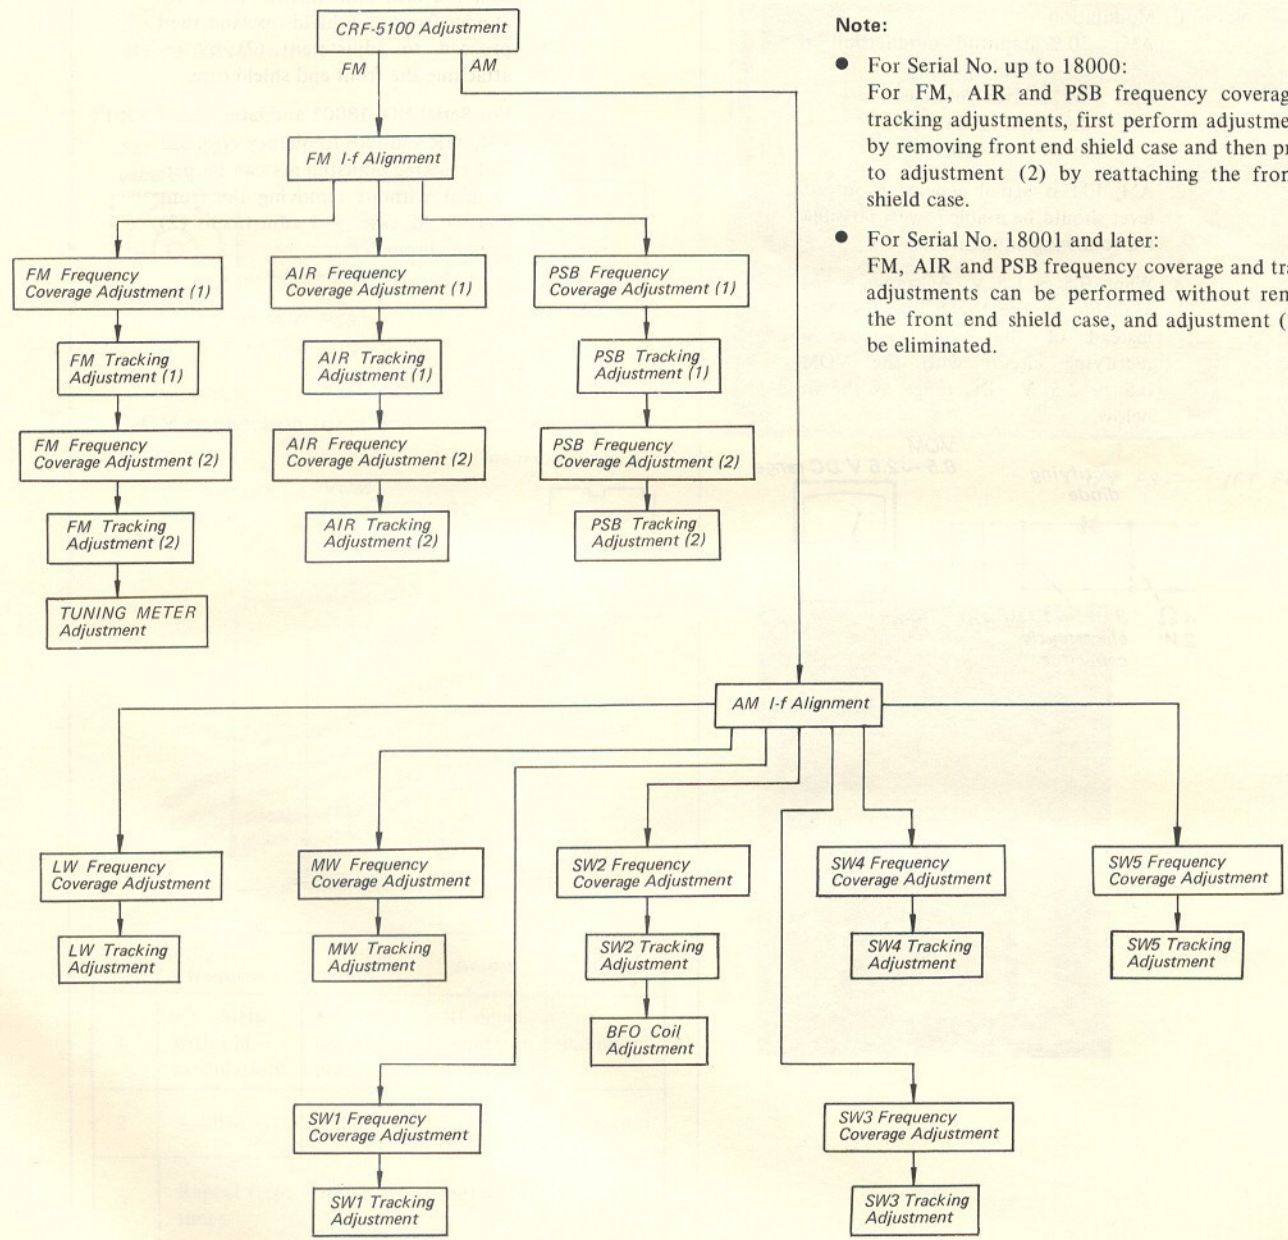 CRF-5100 Adjustment
FM
AM
FM I-f Alignment
FM Frequency
Coverage Adjustment (1)
AIR Frequency
Coverage Adjustment (1)
PSB Frequency
Coverage Adjustment (1)
FM Tracking
Adjustment (1)
AIR Tracking
Adjustment (1)
PSB Tracking
Adjustment (1)
FM Frequency
Coverage Adjustment (2)
AIR Frequency
Coverage Adjustment (2)
PSB Frequency
Coverage Adjustment (2)
FM Tracking
Adjustment (2)
AIR Tracking
Adjustment (2)
PSB Tracking
Adjustment (2)
TUNING METER
Adjustment
Note:
● For Serial No. up to 18000:
For FM, AIR and PSB frequency
tracking adjustments, first perform
by removing front end shield case and then
to adjustment (2) by reattaching the
shield case.
● For Serial No. 18001 and later:
FM, AIR and PSB frequency coverage and
adjustments can be performed without
the front end shield case, and adjustment
be eliminated.
AM I-f Alignment
LW Frequency
Coverage Adjustment
MW Frequency
Coverage Adjustment
SW2 Frequency
Coverage Adjustment
SW4 Frequency
Coverage Adjustment
SW5 Frequency
Coverage Adjustment
LW Tracking
Adjustment
MW Tracking
Adjustment
SW2 Tracking
Adjustment
SW4 Tracking
Adjustment
SW5 Tracking
Adjustment
BFO Coil
Adjustment
SW1 Frequency
Coverage Adjustment
SW3 Frequency
Coverage Adjustment
SW1 Tracking
Adjustment
SW3 Tracking
Adjustment